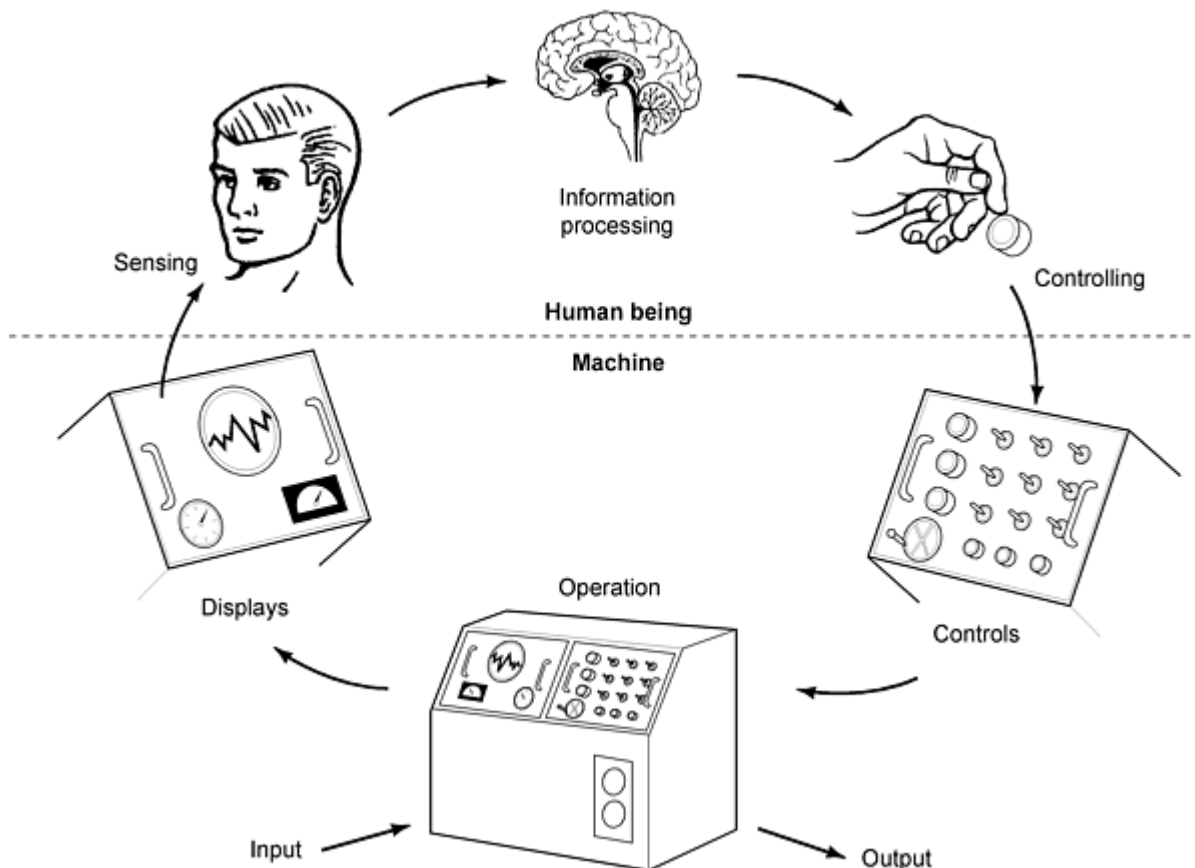 Information
processing
Sensing
Controlling
Human being
Machine
Operation
Displays
Controls
Input
Output